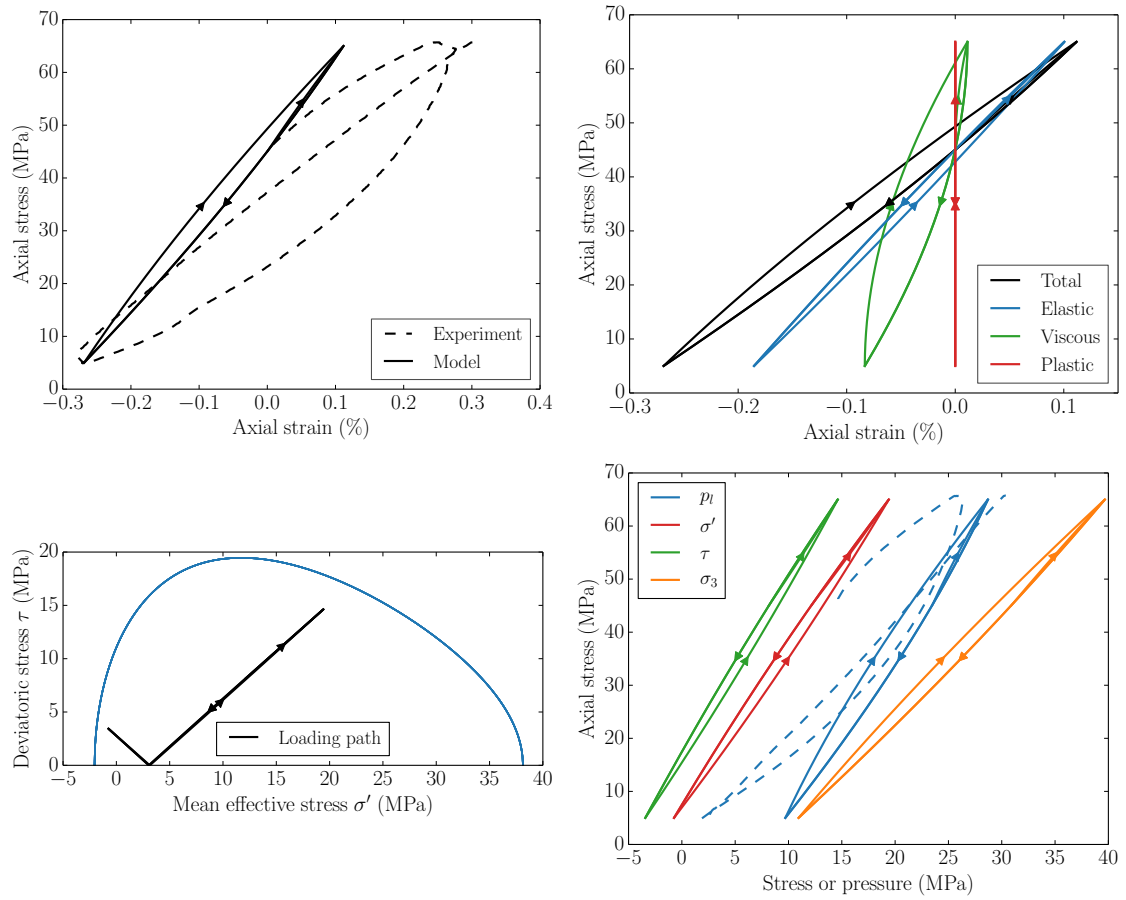 70
60
50
40
30
20
10
0
Axial stress (MPa)
−0.3 −0.2 −0.1 0.0 0.1 0.2 0.3 0.4
Axial strain (%)
Experiment
Model
70
60
50
40
30
20
10
0
Axial stress (MPa)
−0.3 −0.2 −0.1 0.0 0.1
Axial strain (%)
Total
Elastic
Viscous
Plastic
20
15
10
5
0
Deviatoric stress τ (MPa)
−5 0 5 10 15 20 25 30 35 40
Mean effective stress σ′ (MPa)
Loading path
70
60
50
40
30
20
10
0
Axial stress (MPa)
−5 0 5 10 15 20 25 30 35 40
Stress or pressure (MPa)
p_l
σ′
τ
σ_3